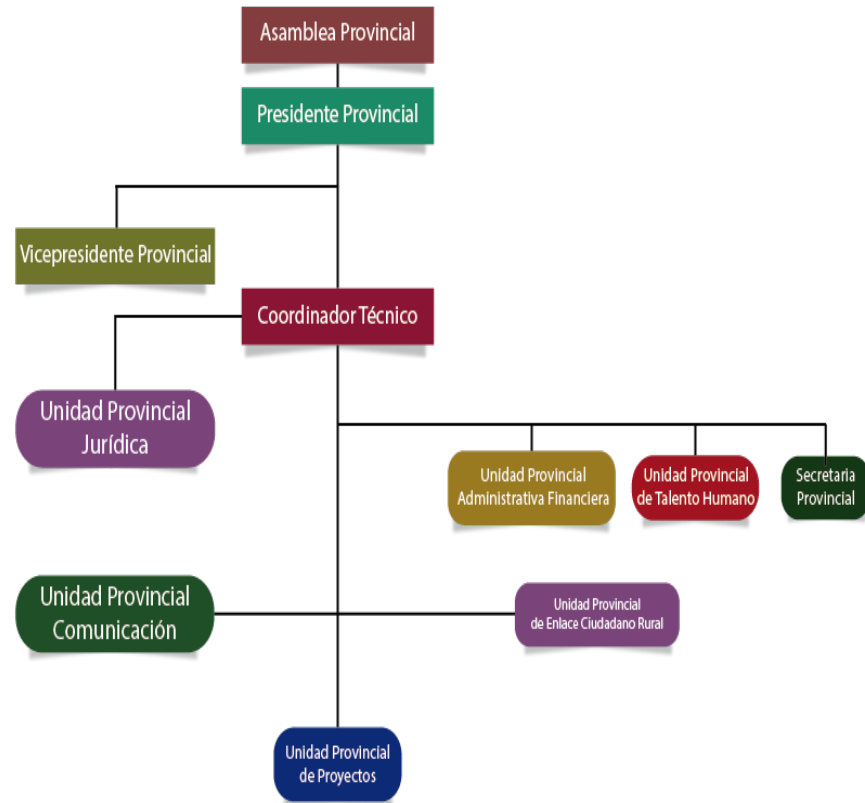 Asamblea Provincial
Presidente Provincial
Vicepresidente Provincial
Coordinador Técnico
Unidad Provincial
Jurídica
Unidad Provincial
Administrativa Financiera
Unidad Provincial
de Talento Humano
Secretaria
Provincial
Unidad Provincial
Comunicación
Unidad Provincial
de Enlace Ciudadano Rural
Unidad Provincial
de Proyectos